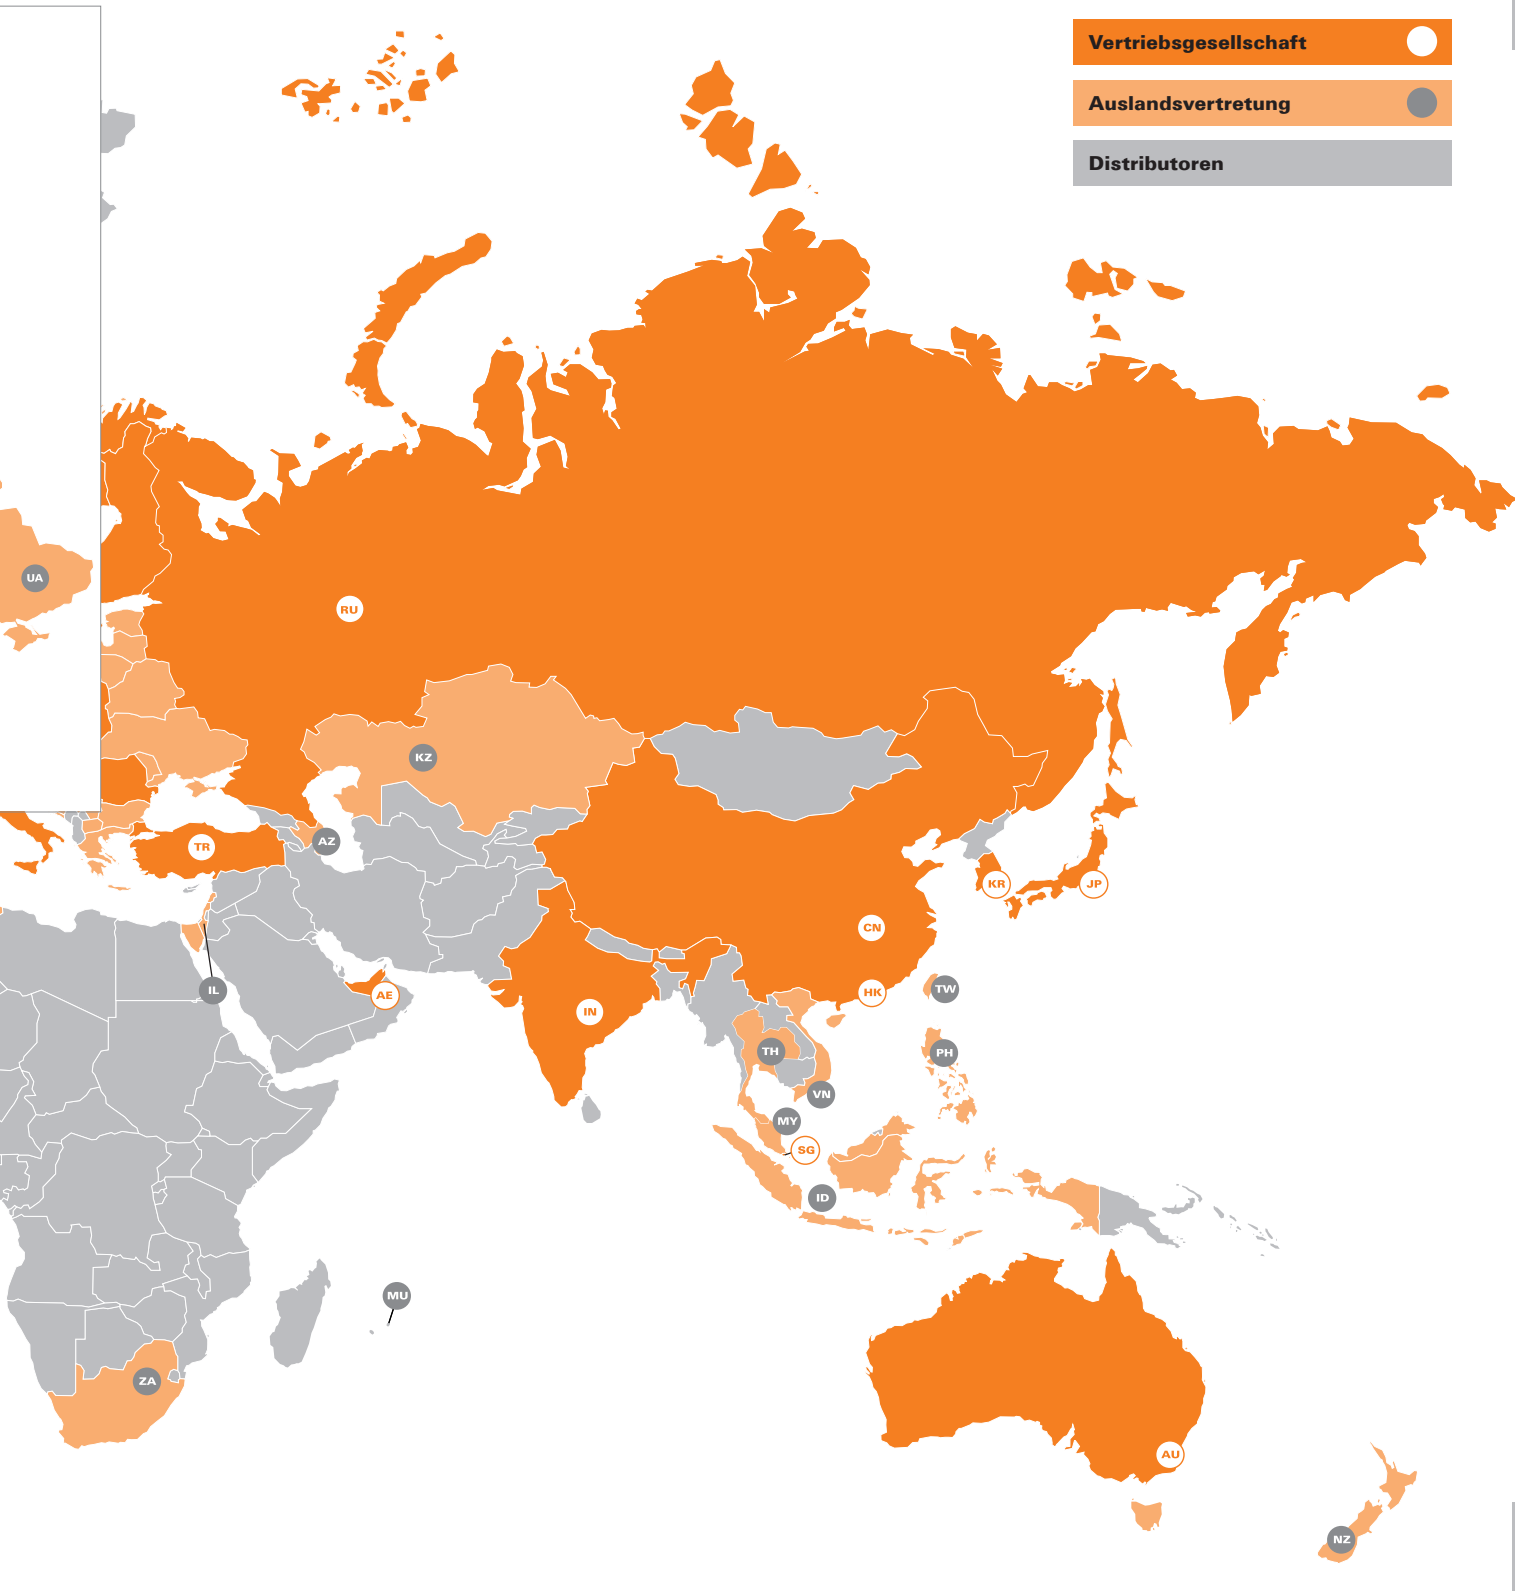 Vertriebsgesellschaft
Auslandsvertretung
Distributoren
UA
RU
KZ
AZ
TR
KR
JP
CN
IL
AE
HK
TW
IN
TH
PH
VN
MY
SG
ID
MU
ZA
AU
NZ